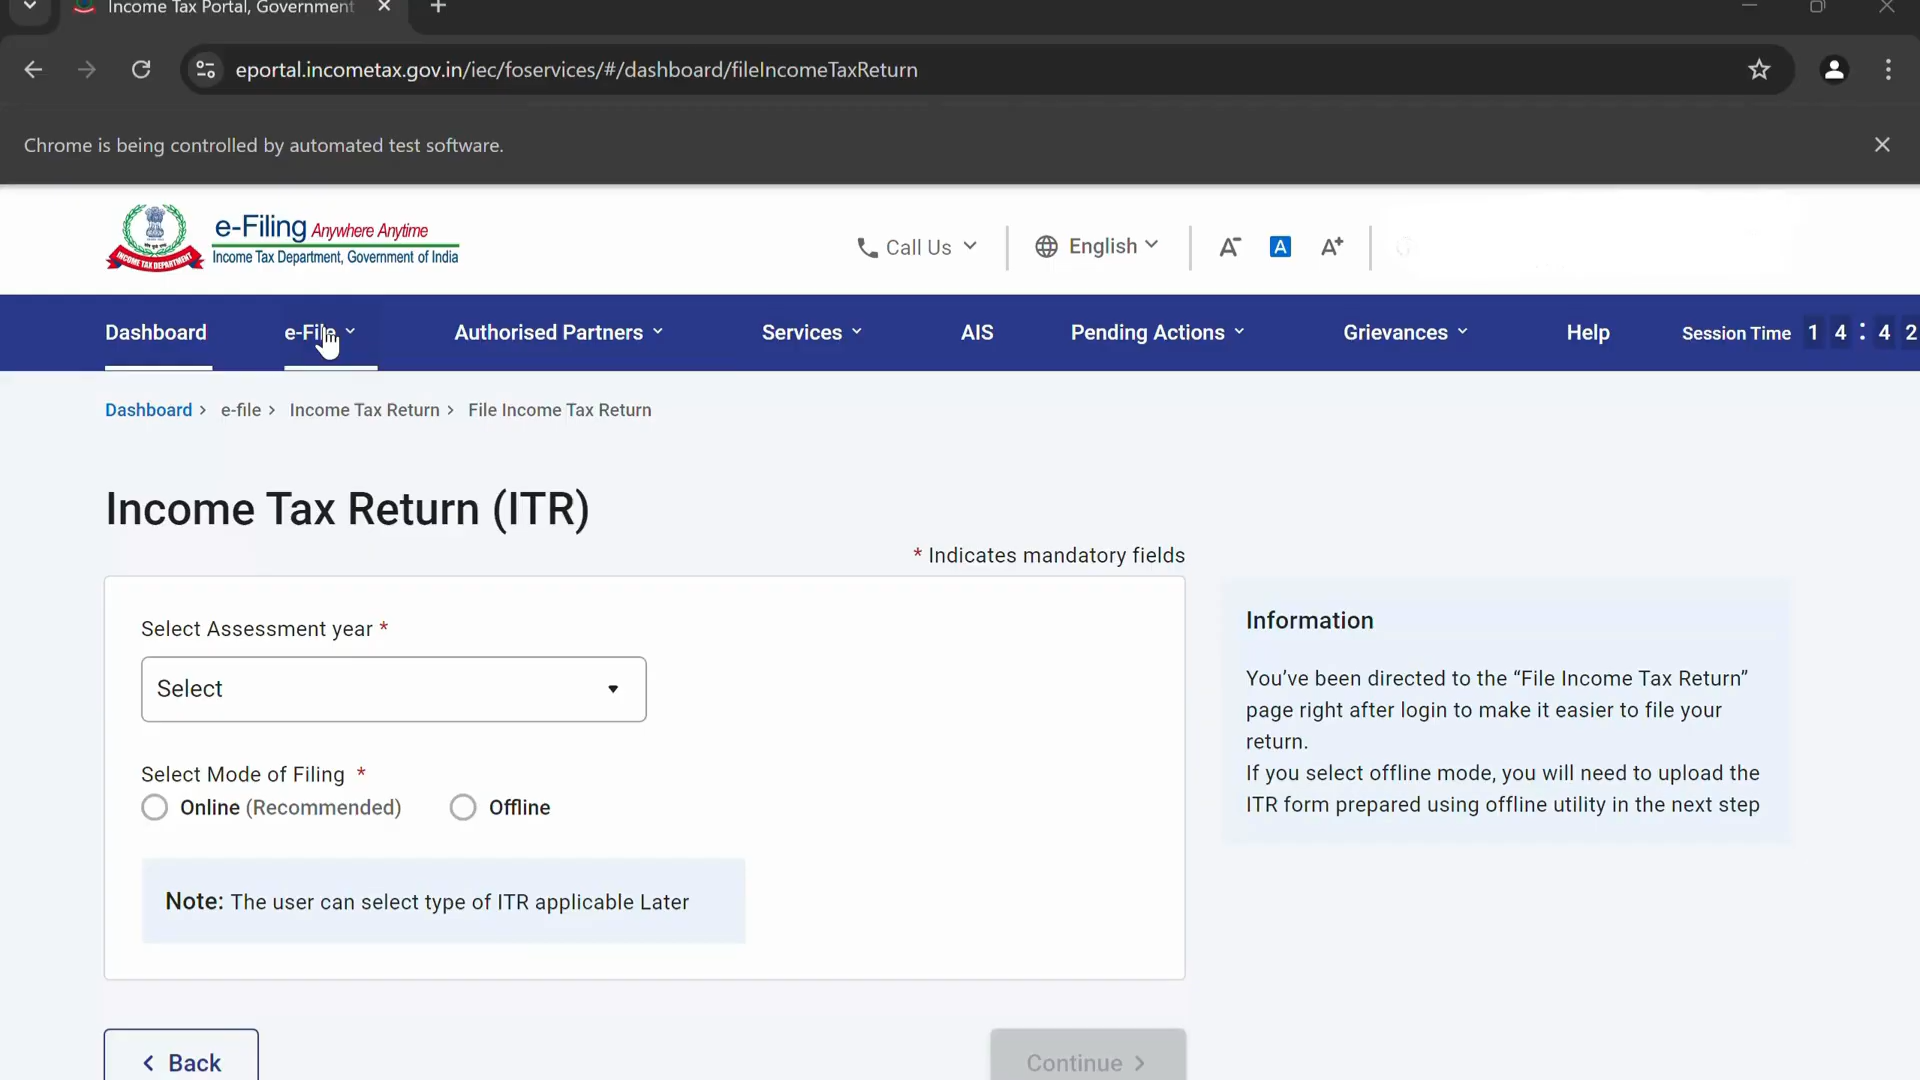 Income Tax Portal, Government
eportal.incometax.gov.in/iec/foservices/#/dashboard/fileIncomeTaxReturn
Chrome is being controlled by automated test software.
e-Filing Anywhere Anytime
Income Tax Department, Government of India
INCOME TAX DEPARTMENT
Call Us
English
A-
A
A+
Dashboard
e-File
Authorised Partners
Services
AIS
Pending Actions
Grievances
Help
Session Time 1 4 : 4 2
Dashboard > e-file > Income Tax Return > File Income Tax Return
Income Tax Return (ITR)
* Indicates mandatory fields
Select Assessment year *
Select
Select Mode of Filing *
Online (Recommended)
Offline
Note: The user can select type of ITR applicable Later
< Back
Continue >
Information
You’ve been directed to the “File Income Tax Return”
page right after login to make it easier to file your
return.
If you select offline mode, you will need to upload the
ITR form prepared using offline utility in the next step